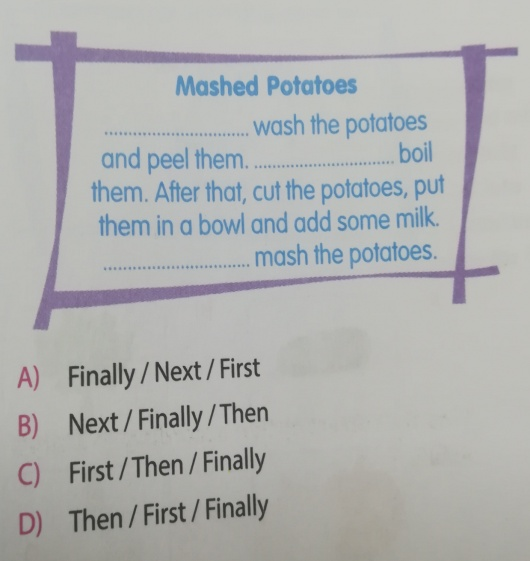 Mashed Potatoes
............................ wash the potatoes
and peel them. ............................ boil
them. After that, cut the potatoes, put
them in a bowl and add some milk.
............................ mash the potatoes.
A) Finally / Next / First
B) Next / Finally / Then
C) First / Then / Finally
D) Then / First / Finally